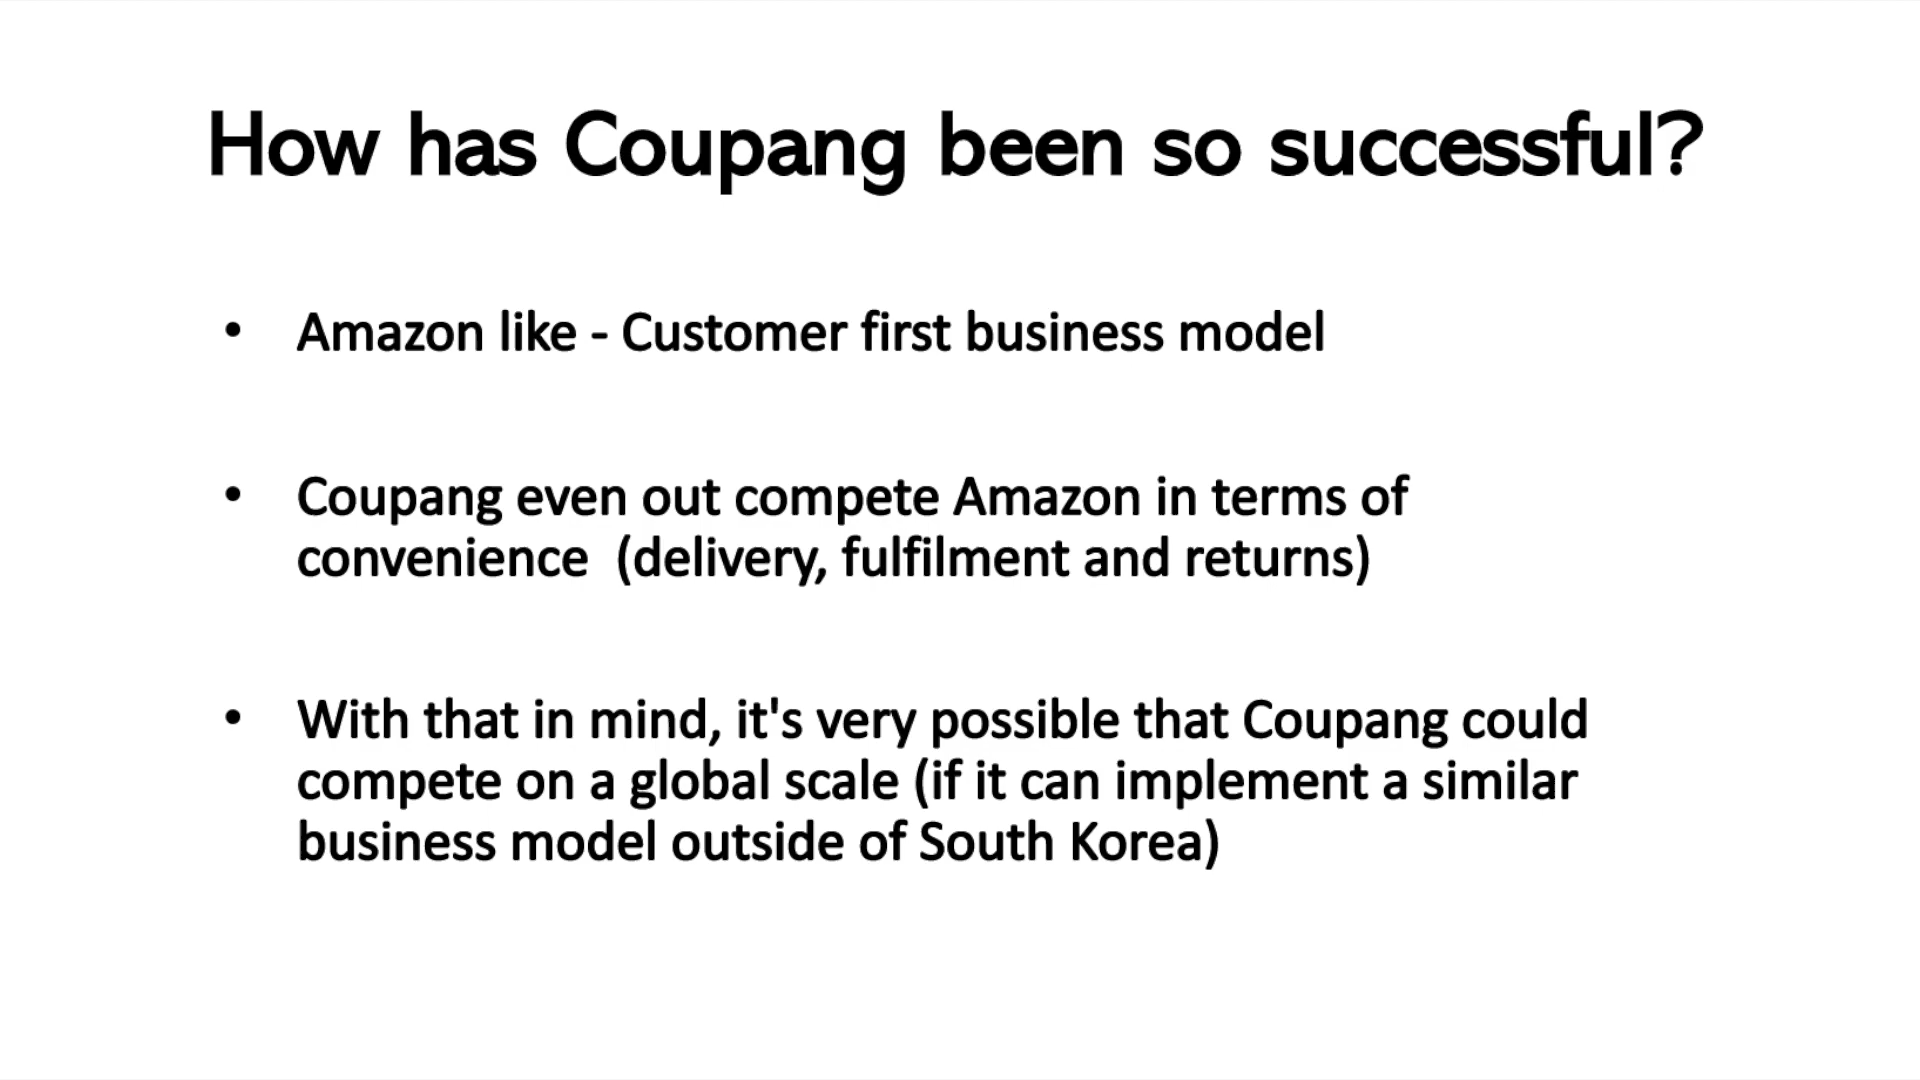 How has Coupang been so successful?
• Amazon like - Customer first business model
• Coupang even out compete Amazon in terms of
convenience  (delivery, fulfilment and returns)
• With that in mind, it's very possible that Coupang could
compete on a global scale (if it can implement a similar
business model outside of South Korea)